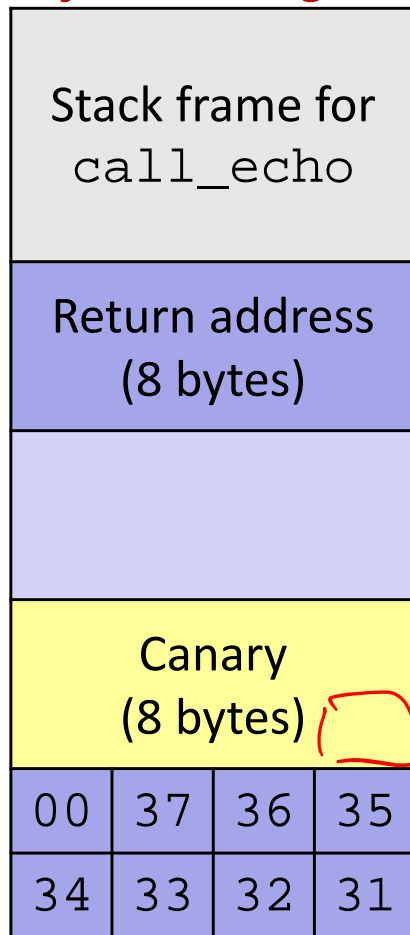 Stack frame for
call_echo
Return address
(8 bytes)
Canary
(8 bytes)
00 37 36 35
34 33 32 31